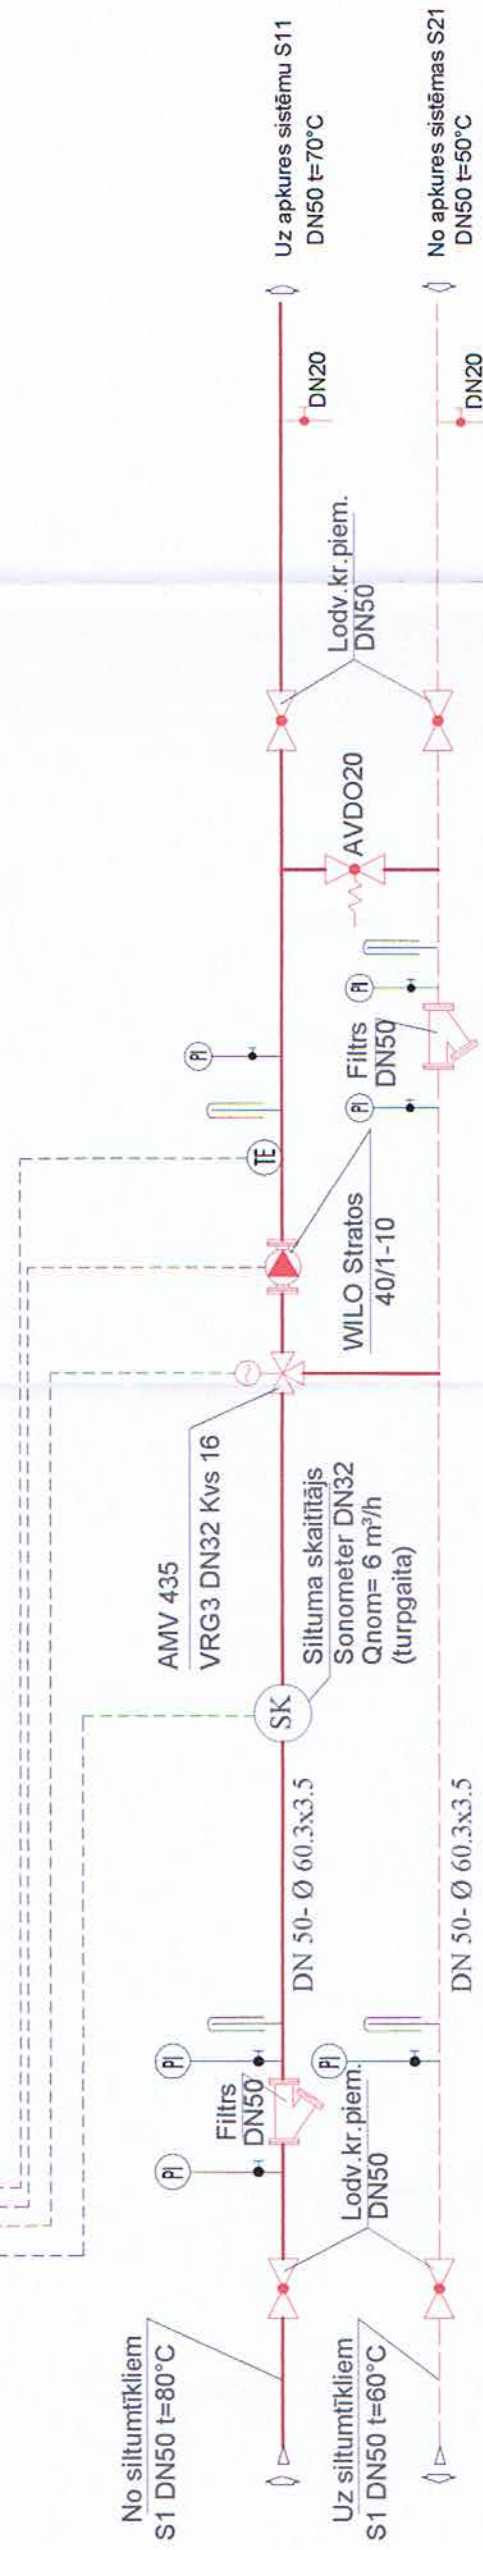 No siltumtīkliem
S1 DN50 t=80°C
Uz siltumtīkliem
S1 DN50 t=60°C
PI
Filtrs
DN50
PI
PI
Lodv.kr.piem.
DN50
DN 50- Ø 60.3x3.5
DN 50- Ø 60.3x3.5
SK
Siltuma skaitītājs
Sonometer DN32
Qnom= 6 m³/h
(turpgaita)
AMV 435
VRG3 DN32 Kvs 16
~
WILO Stratos
40/1-10
TE
PI
PI
Filtrs
DN50
PI
AVDO20
Lodv.kr.piem.
DN50
DN20
DN20
Uz apkures sistēmu S11
DN50 t=70°C
No apkures sistēmas S21
DN50 t=50°C